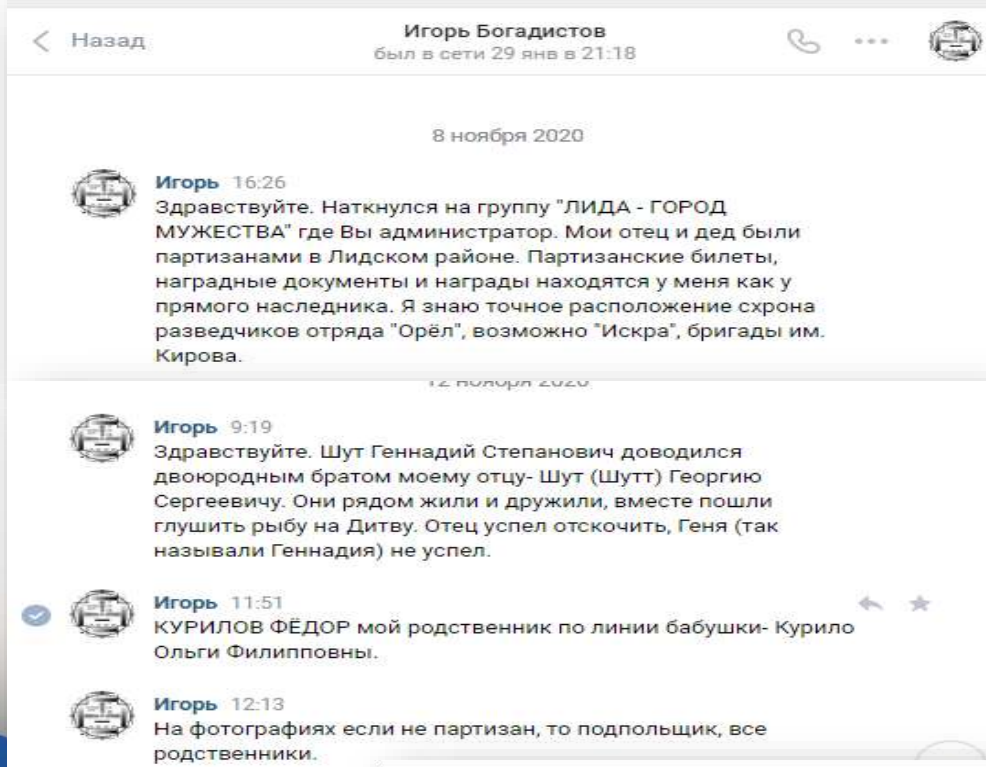 Назад
Игорь Богадистов
был в сети 29 янв в 21:18
8 ноября 2020
Игорь 16:26
Здравствуйте. Наткнулся на группу "ЛИДА - ГОРОД
МУЖЕСТВА" где Вы администратор. Мои отец и дед были
партизанами в Лидском районе. Партизанские билеты,
наградные документы и награды находятся у меня как у
прямого наследника. Я знаю точное расположение схрона
разведчиков отряда "Орёл", возможно "Искра", бригады им.
Кирова.
12 ноября 2020
Игорь 9:19
Здравствуйте. Шут Геннадий Степанович доводился
двоюродным братом моему отцу- Шут (Шутт) Георгию
Сергеевичу. Они рядом жили и дружили, вместе пошли
глушить рыбу на Дитву. Отец успел отскочить, Геня (так
называли Геннадия) не успел.
Игорь 11:51
КУРИЛОВ ФЁДОР мой родственник по линии бабушки- Курило
Ольги Филипповны.
Игорь 12:13
На фотографиях если не партизан, то подпольщик, все
родственники.